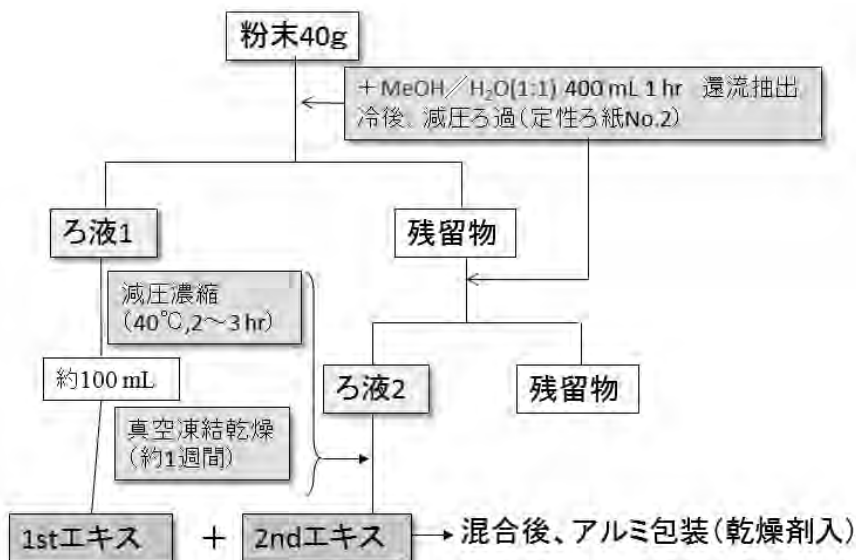 粉末40g
+MeOH/H₂O(1:1) 400 mL 1 hr 還流抽出
冷後、減圧ろ過(定性ろ紙No.2)
ろ液1
残留物
減圧濃縮
(40℃,2~3 hr)
約100 mL
ろ液2
残留物
真空凍結乾燥
(約1週間)
1stエキス + 2ndエキス → 混合後、アルミ包装(乾燥剤入)